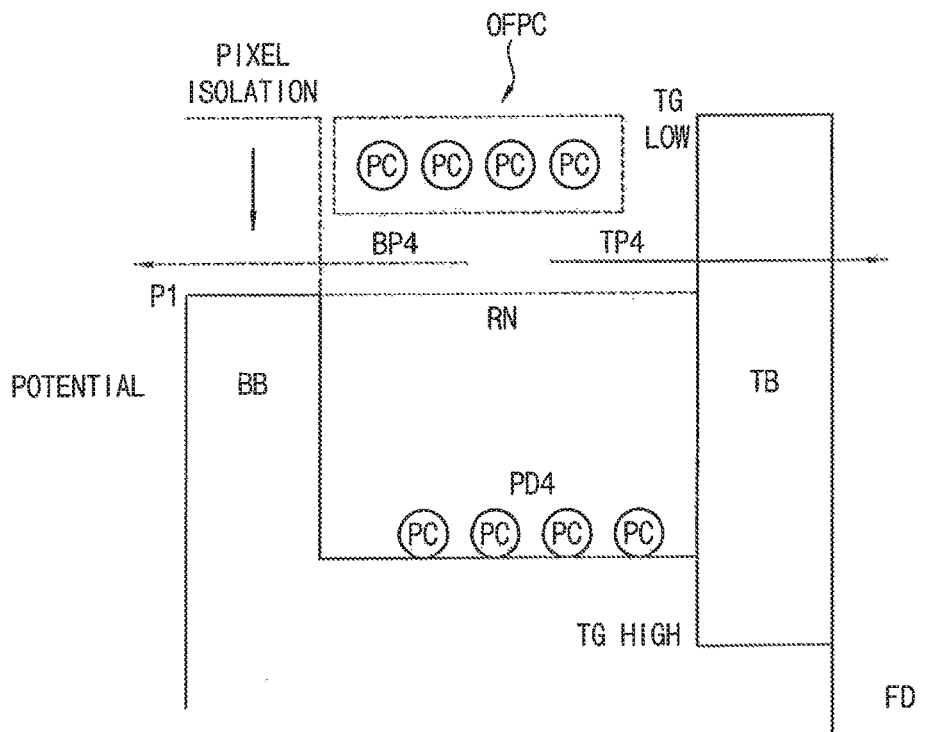 OFPC
PIXEL
ISOLATION
TG
LOW
PC PC PC PC
BP4 TP4
P1
RN
POTENTIAL BB TB
PD4
PC PC PC PC
TG HIGH
FD